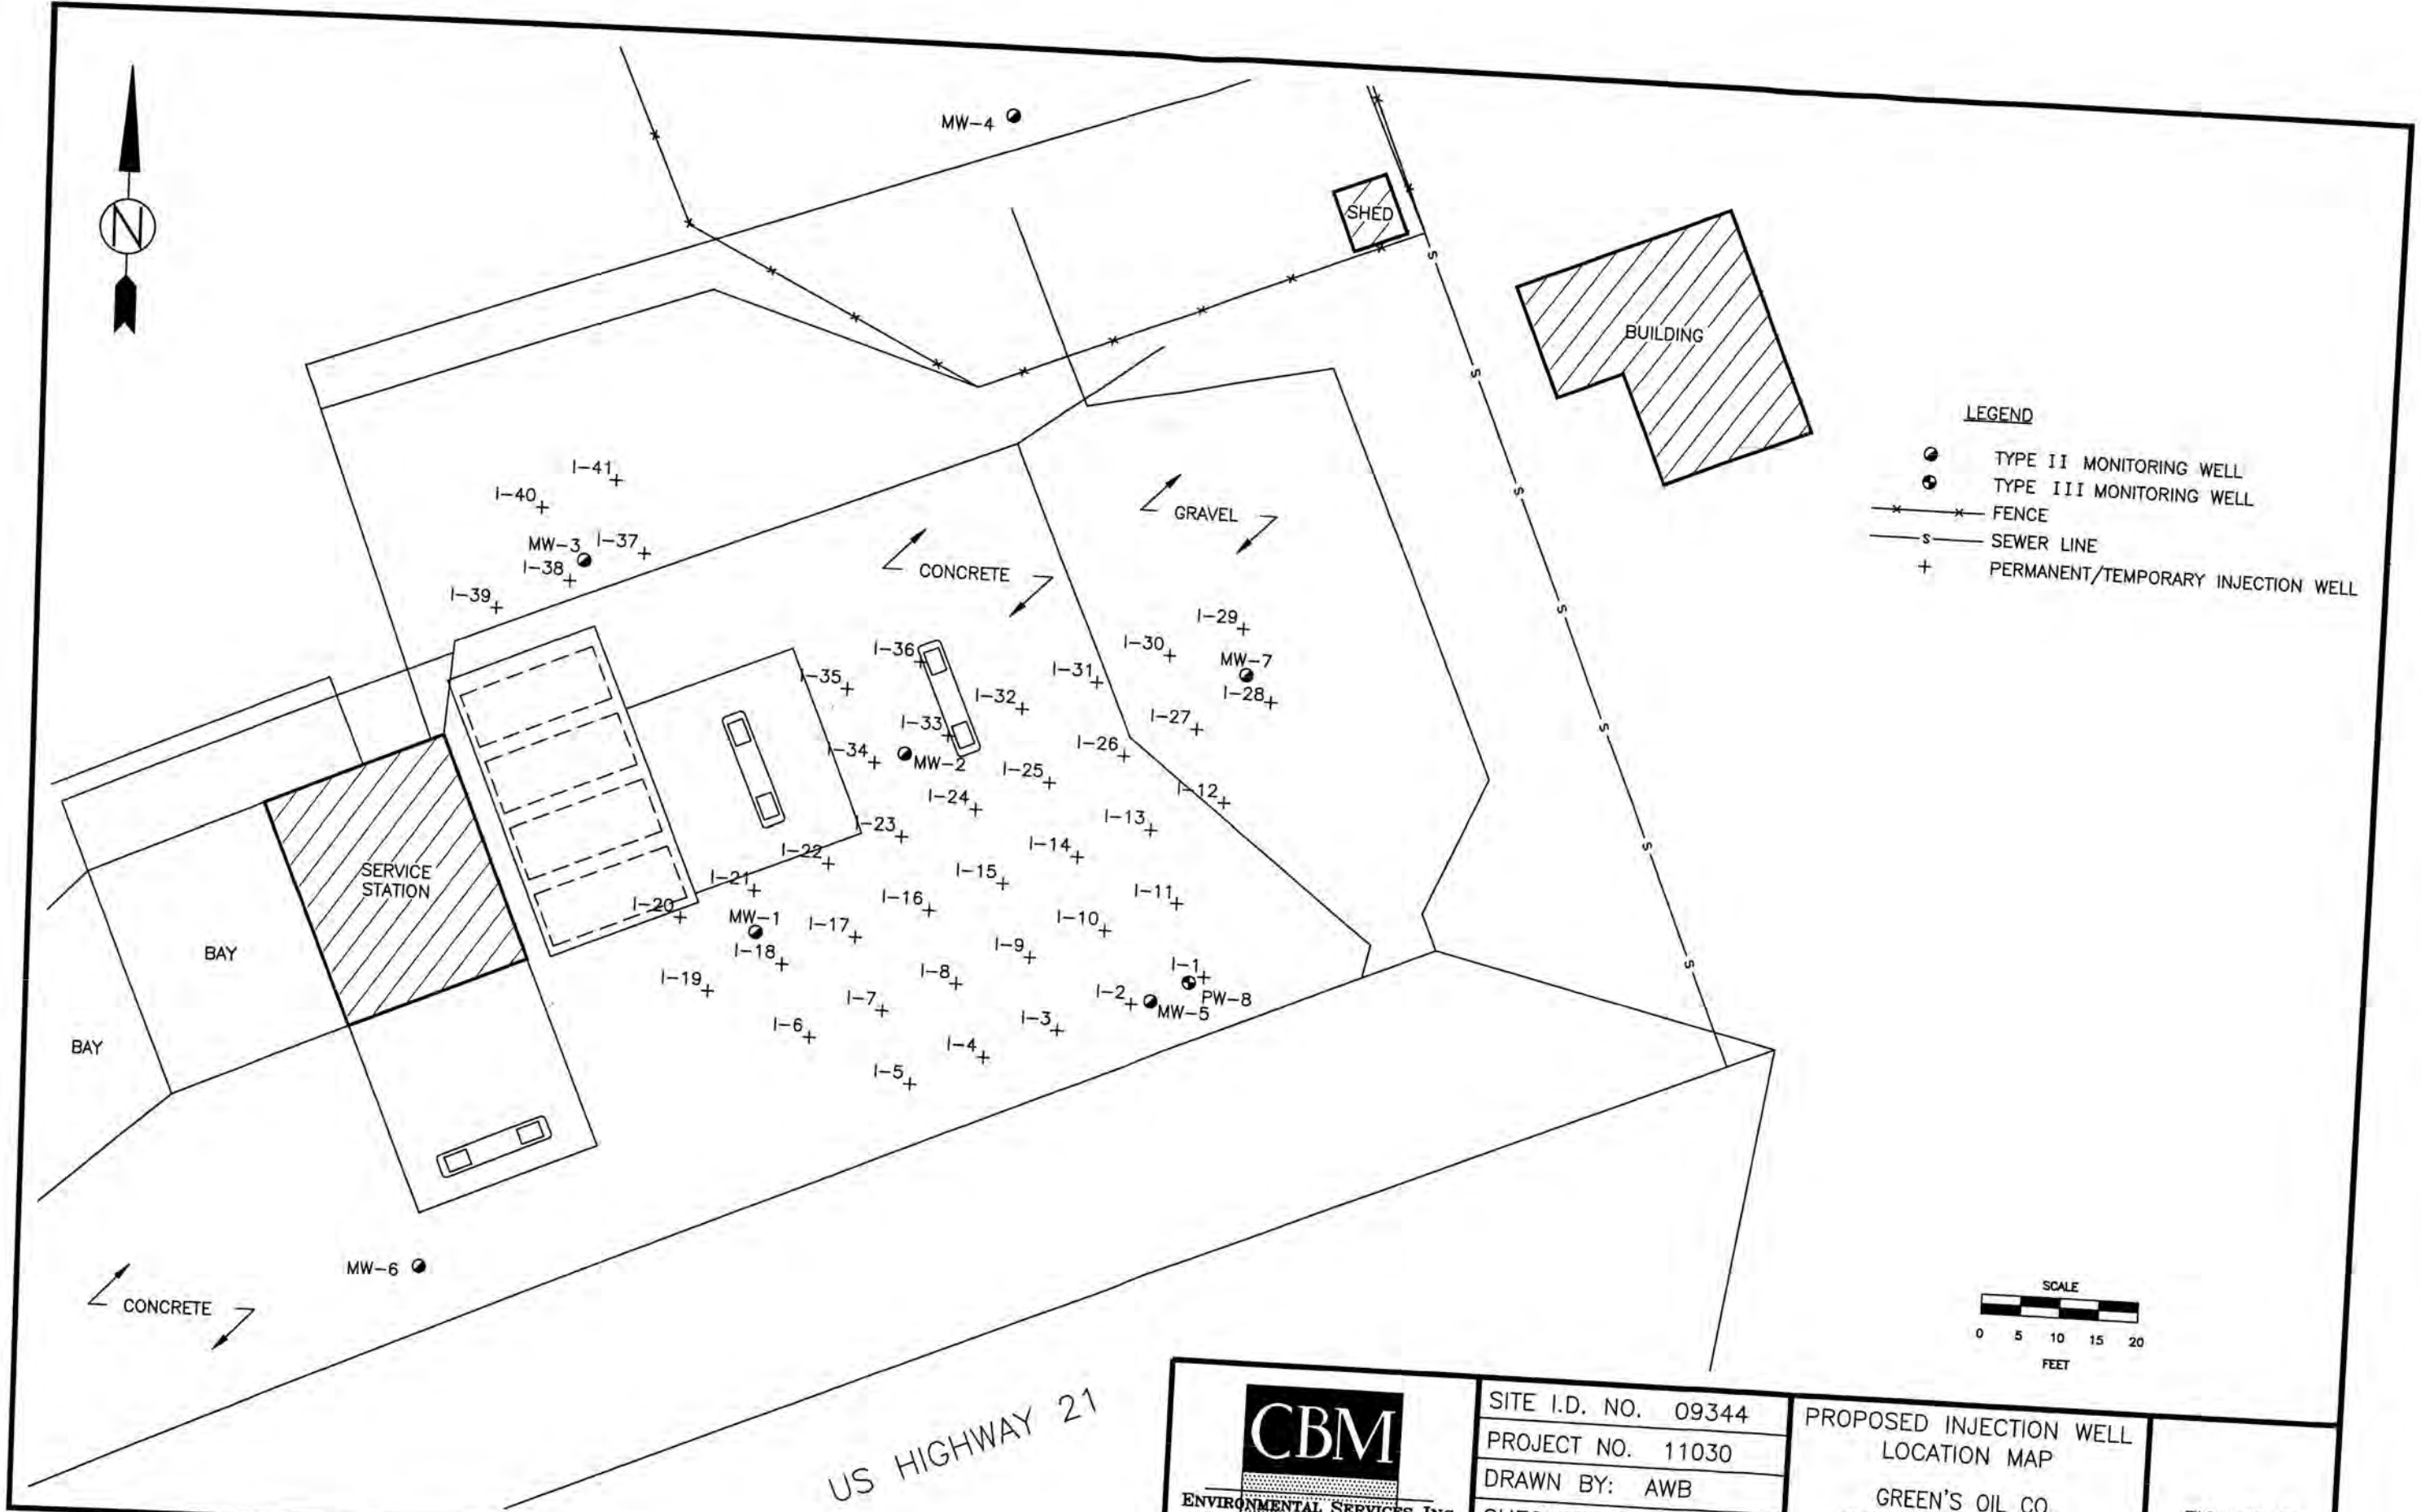 N
MW-4
SHED
S
BUILDING
S
LEGEND
TYPE II MONITORING WELL
TYPE III MONITORING WELL
FENCE
S
SEWER LINE
PERMANENT/TEMPORARY INJECTION WELL
I-41
I-40
MW-3
I-37
I-38
I-39
GRAVEL
CONCRETE
S
S
I-29
I-30
MW-7
I-28
I-36
I-31
I-35
I-32
I-27
I-33
I-26
S
I-34
MW-2
I-25
I-24
I-12
I-23
I-13
I-22
I-14
S
SERVICE
STATION
I-21
I-15
I-11
I-20
I-16
MW-1
I-17
I-10
BAY
I-18
I-9
S
I-19
I-8
I-1
I-7
I-2
PW-8
MW-5
I-6
I-3
BAY
I-4
I-5
MW-6
CONCRETE
SCALE
0 5 10 15 20
FEET
US HIGHWAY 21
CBM
ENVIRONMENTAL SERVICES, INC.
SITE I.D. NO. 09344
PROJECT NO. 11030
DRAWN BY: AWB
PROPOSED INJECTION WELL
LOCATION MAP
GREEN'S OIL CO.